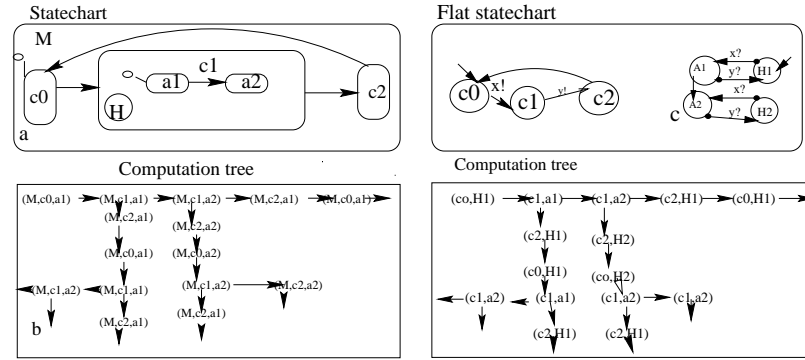 Statechart
M
c0
c1
a1
a2
H
c2
a
Flat statechart
c0
x!
c1
y!
c2
A1
x?
y?
H1
A2
x?
y?
H2
c
Computation tree
(M,c0,a1) (M,c1,a1) (M,c1,a2) (M,c2,a1) (M,c0,a1)
(M,c2,a1) (M,c2,a2)
(M,c0,a1) (M,c0,a2)
(M,c1,a2) (M,c1,a1) (M,c1,a2) (M,c2,a2)
(M,c2,a1) (M,c2,a1)
b
Computation tree
(co,H1) (c1,a1) (c1,a2) (c2,H1) (c0,H1)
(c2,H1) (c2,H2)
(c0,H1) (co,H2)
(c1,a2) (c1,a1) (c1,a2) (c1,a2)
(c2,H1) (c2,H1)